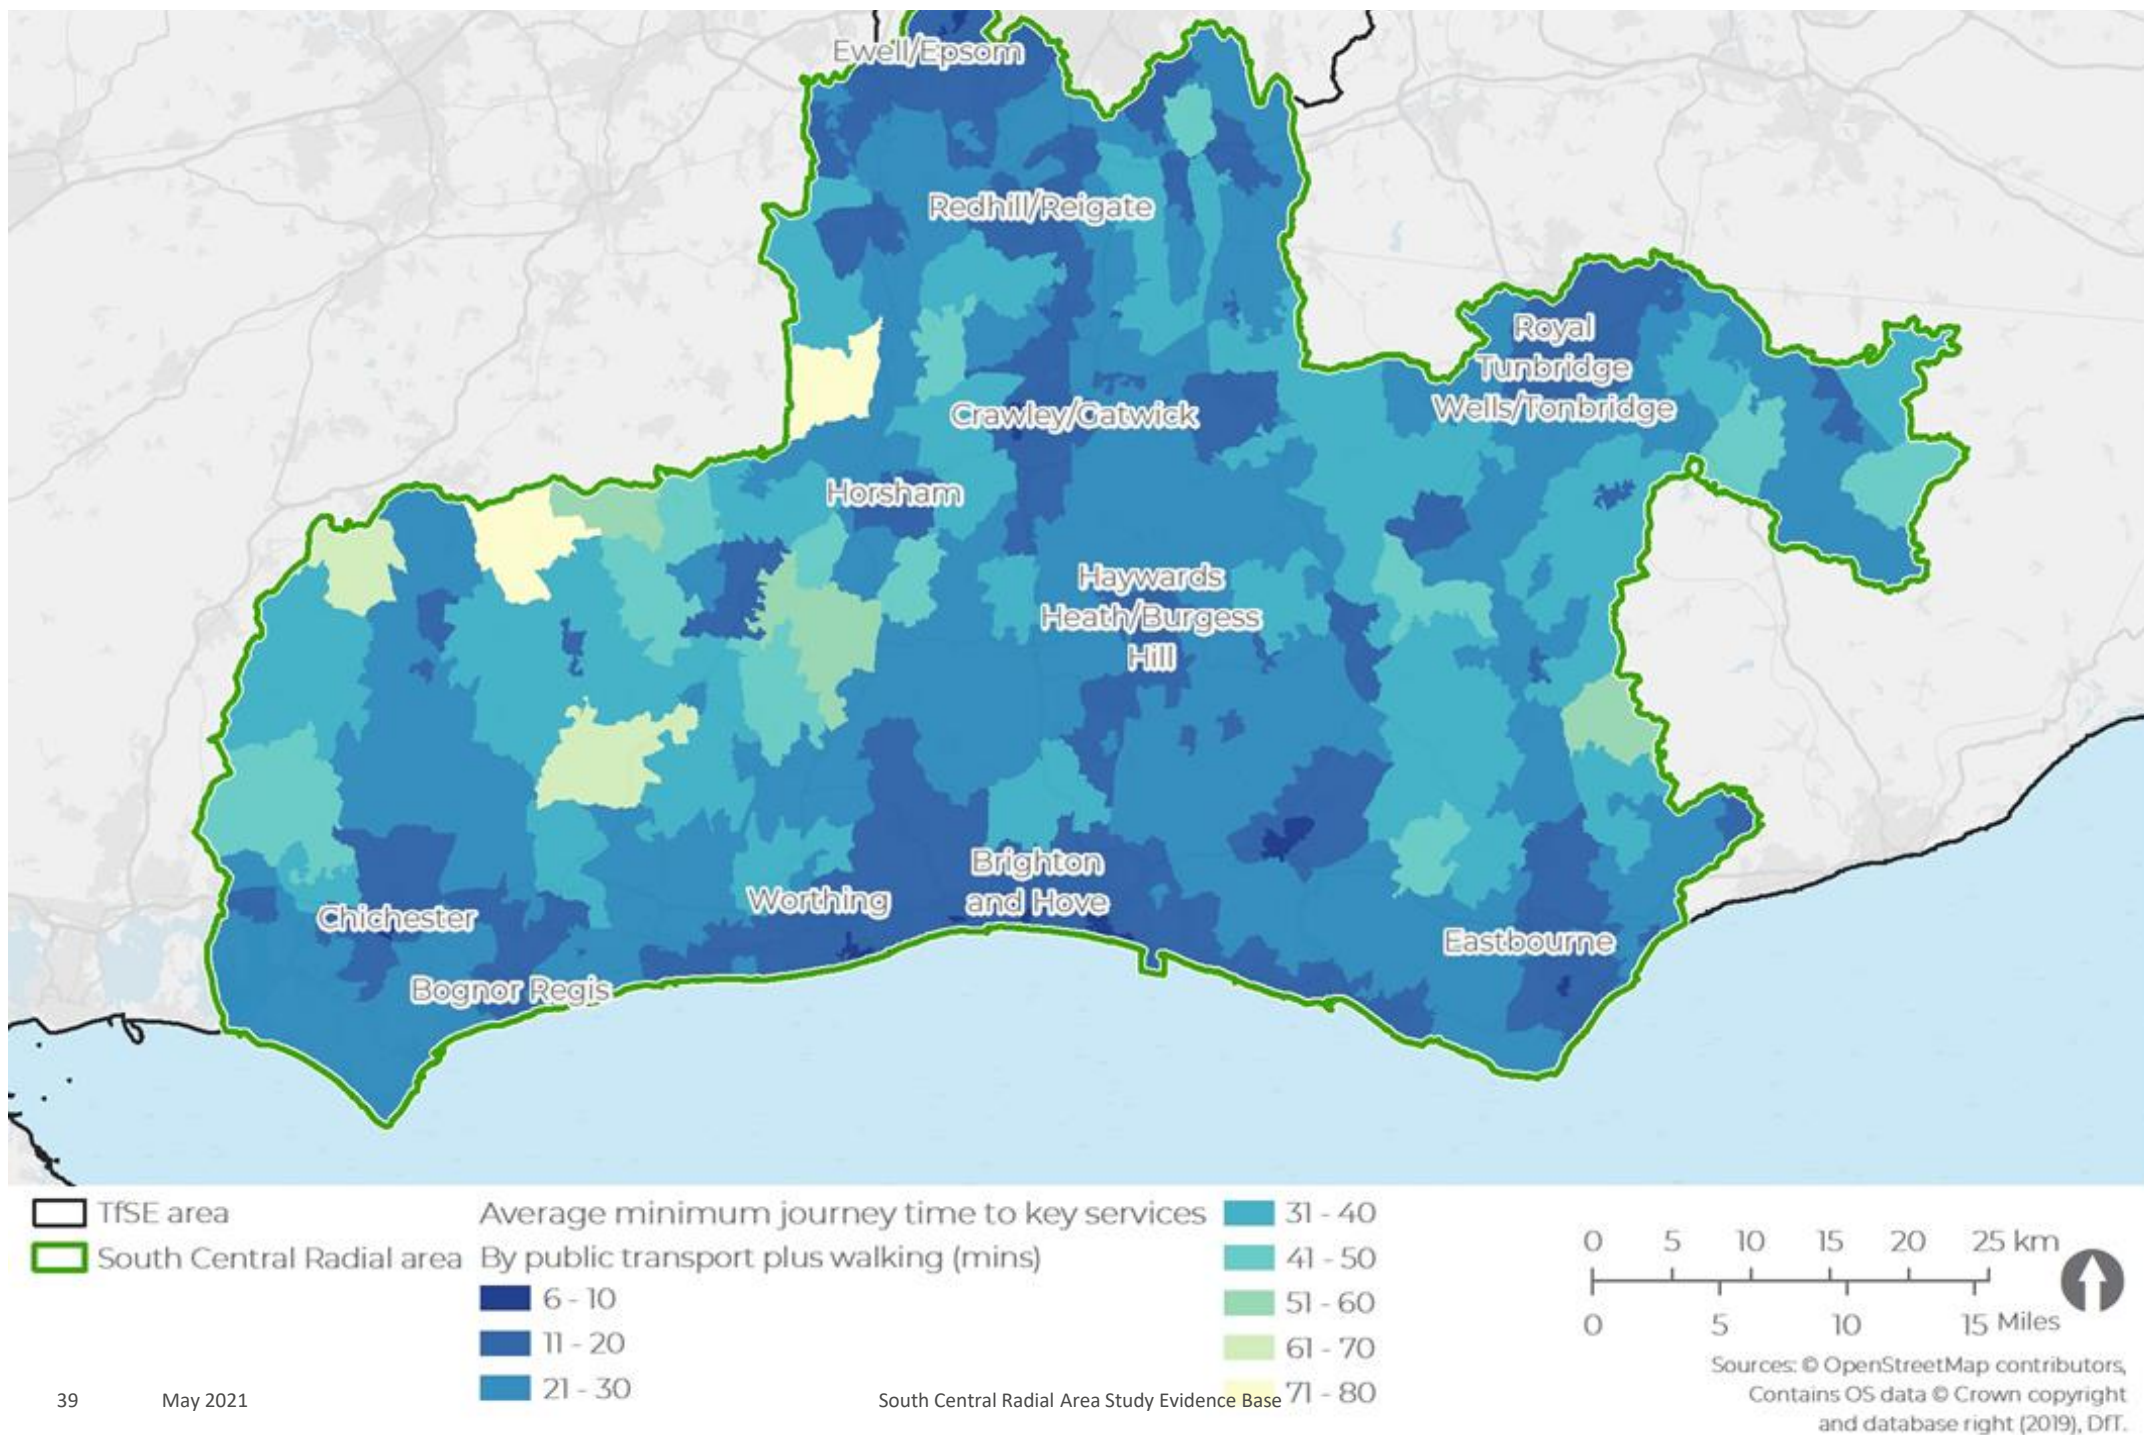 Ewell/Epsom
Redhill/Reigate
Royal
Tunbridge
Wells/Tonbridge
Crawley/Gatwick
Horsham
Haywards
Heath/Burgess
Hill
Brighton
and Hove
Worthing
Chichester
Eastbourne
Bognor Regis
TfSE area
South Central Radial area
Average minimum journey time to key services
By public transport plus walking (mins)
6 - 10
11 - 20
21 - 30
31 - 40
41 - 50
51 - 60
61 - 70
71 - 80
0 5 10 15 20 25 km
0 5 10 15 Miles
Sources: © OpenStreetMap contributors,
Contains OS data © Crown copyright
and database right (2019), DfT.
39 May 2021 South Central Radial Area Study Evidence Base